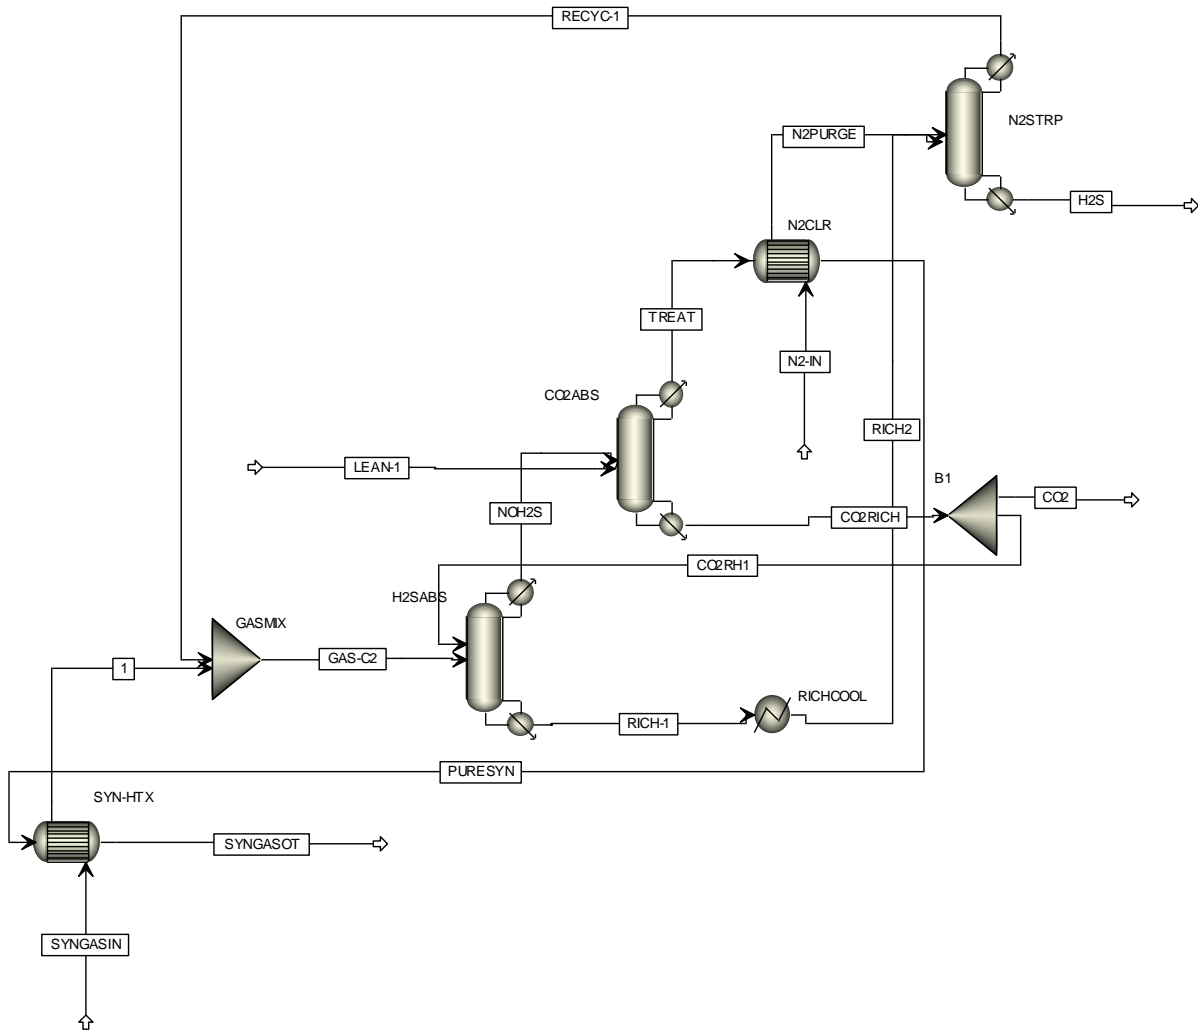 RECYC-1
N2STRP
N2PURGE
H2S
N2CLR
TREAT
N2-IN
CO2ABS
RICH2
LEAN-1
B1
CO2
NOH2S
CO2RICH
CO2RH1
H2SABS
GASMIX
GAS-C2
1
RICHCOOL
RICH-1
PURESYN
SYN-HTX
SYNGASOT
SYNGASIN